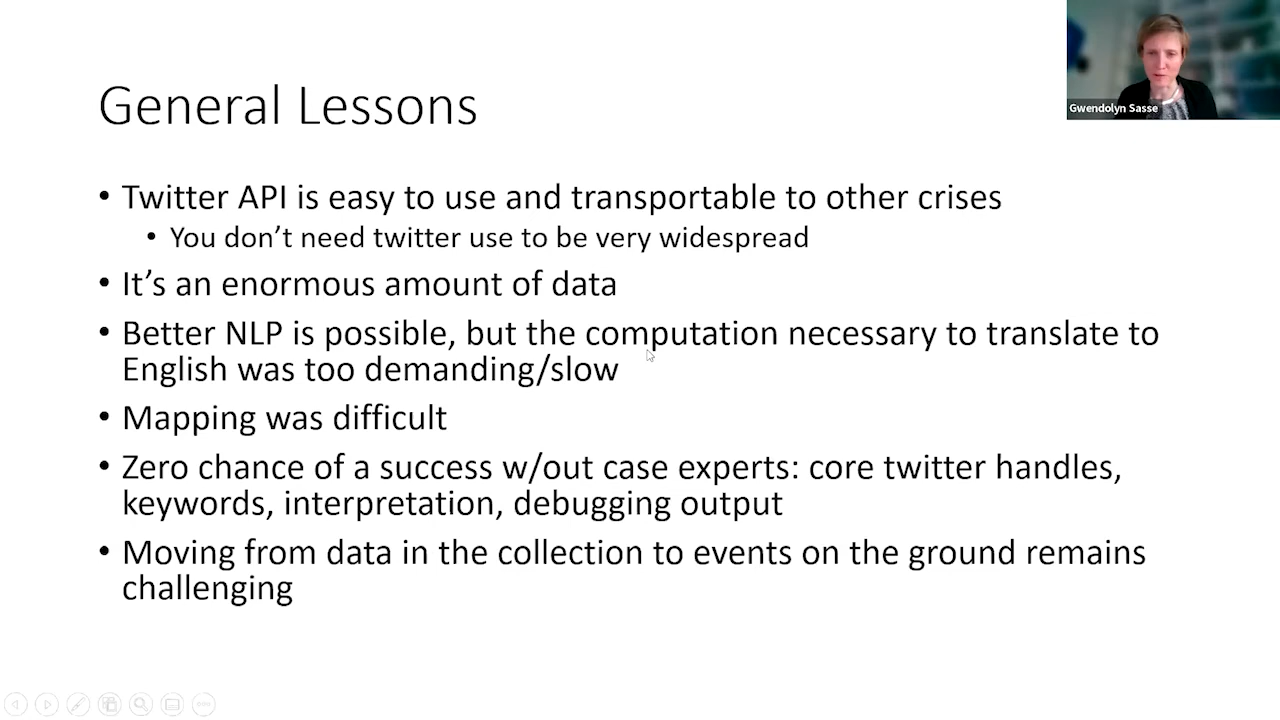 General Lessons
Gwendolyn Sasse
• Twitter API is easy to use and transportable to other crises
• You don’t need twitter use to be very widespread
• It’s an enormous amount of data
• Better NLP is possible, but the computation necessary to translate to
English was too demanding/slow
• Mapping was difficult
• Zero chance of a success w/out case experts: core twitter handles,
keywords, interpretation, debugging output
• Moving from data in the collection to events on the ground remains
challenging